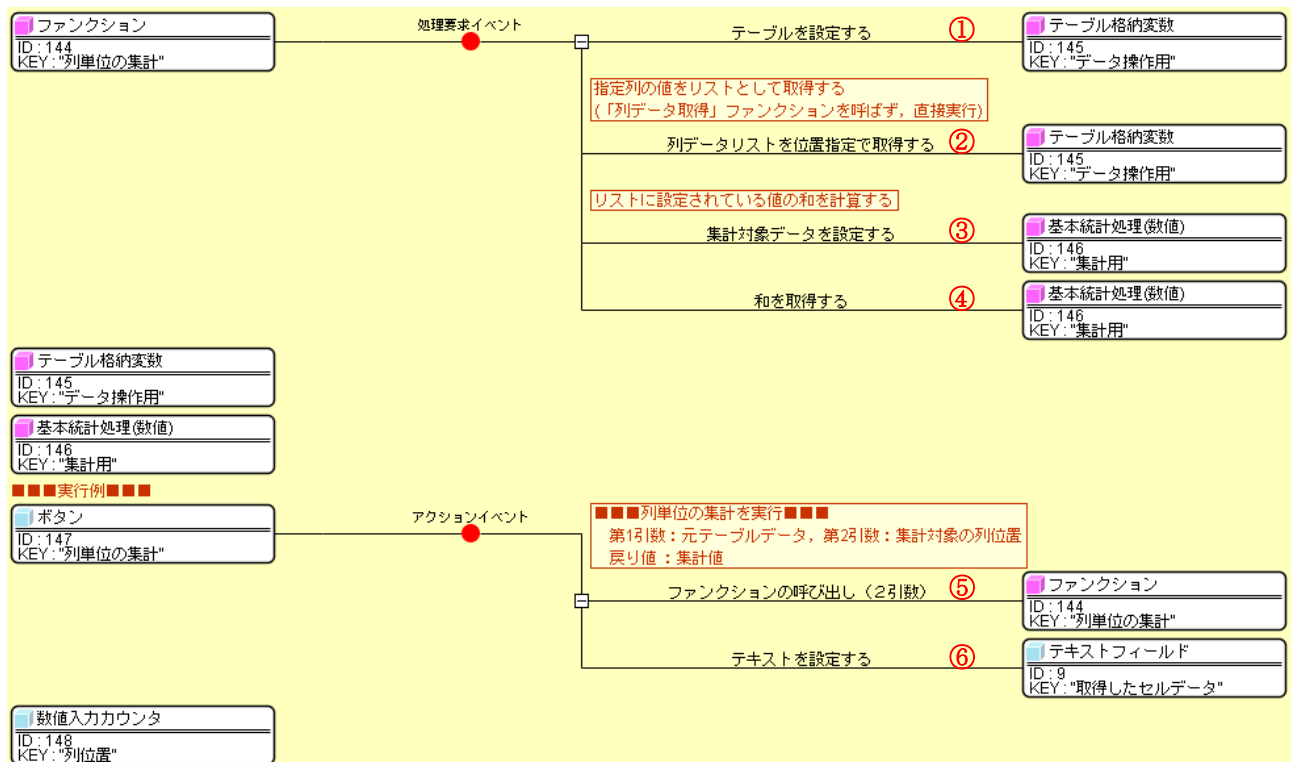 ファンクション
ID : 144
KEY : "列単位の集計"
処理要求イベント
テーブルを設定する ①
テーブル格納変数
ID : 145
KEY : "データ操作用"
指定列の値をリストとして取得する
(「列データ取得」ファンクションを呼ばず，直接実行)
列データリストを位置指定で取得する ②
テーブル格納変数
ID : 145
KEY : "データ操作用"
リストに設定されている値の和を計算する
集計対象データを設定する ③
基本統計処理(数値)
ID : 146
KEY : "集計用"
和を取得する ④
基本統計処理(数値)
ID : 146
KEY : "集計用"
テーブル格納変数
ID : 145
KEY : "データ操作用"
基本統計処理(数値)
ID : 146
KEY : "集計用"
■■■実行例■■■
ボタン
ID : 147
KEY : "列単位の集計"
アクションイベント
■■■列単位の集計を実行■■■
第1引数：元テーブルデータ，第2引数：集計対象の列位置
戻り値：集計値
ファンクションの呼び出し（２引数） ⑤
ファンクション
ID : 144
KEY : "列単位の集計"
テキストを設定する ⑥
テキストフィールド
ID : 9
KEY : "取得したセルデータ"
数値入力カウンタ
ID : 148
KEY : "列位置"